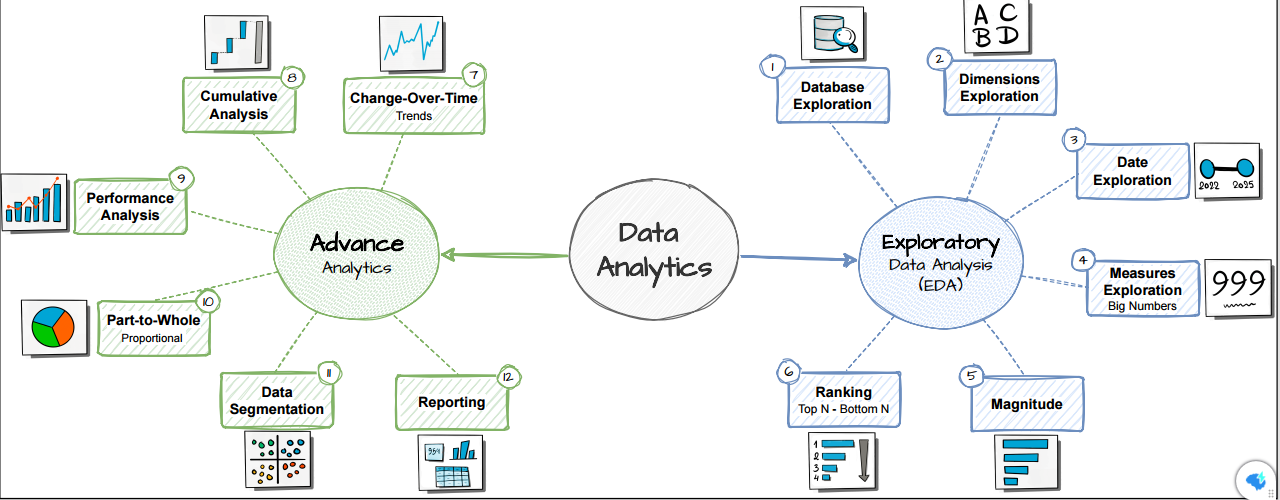 Data
Analytics
Exploratory
Data Analysis
(EDA)
1
Database
Exploration
A C
B D
2
Dimensions
Exploration
3
Date
Exploration
2022 2025
4
Measures
Exploration
Big Numbers
999
5
Magnitude
6
Ranking
Top N - Bottom N
1
2
3
4
Advance
Analytics
7
Change-Over-Time
Trends
8
Cumulative
Analysis
9
Performance
Analysis
10
Part-to-Whole
Proportional
11
Data
Segmentation
12
Reporting
999